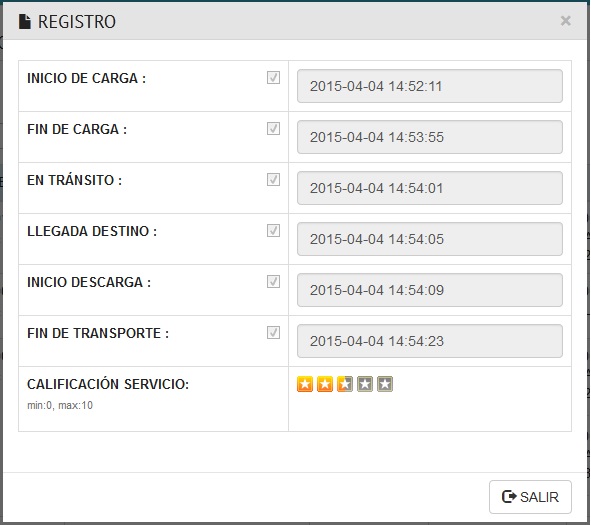 REGISTRO ×
INICIO DE CARGA : 2015-04-04 14:52:11
FIN DE CARGA : 2015-04-04 14:53:55
EN TRÁNSITO : 2015-04-04 14:54:01
LLEGADA DESTINO : 2015-04-04 14:54:05
INICIO DESCARGA : 2015-04-04 14:54:09
FIN DE TRANSPORTE : 2015-04-04 14:54:23
CALIFICACIÓN SERVICIO:
min:0, max:10
SALIR